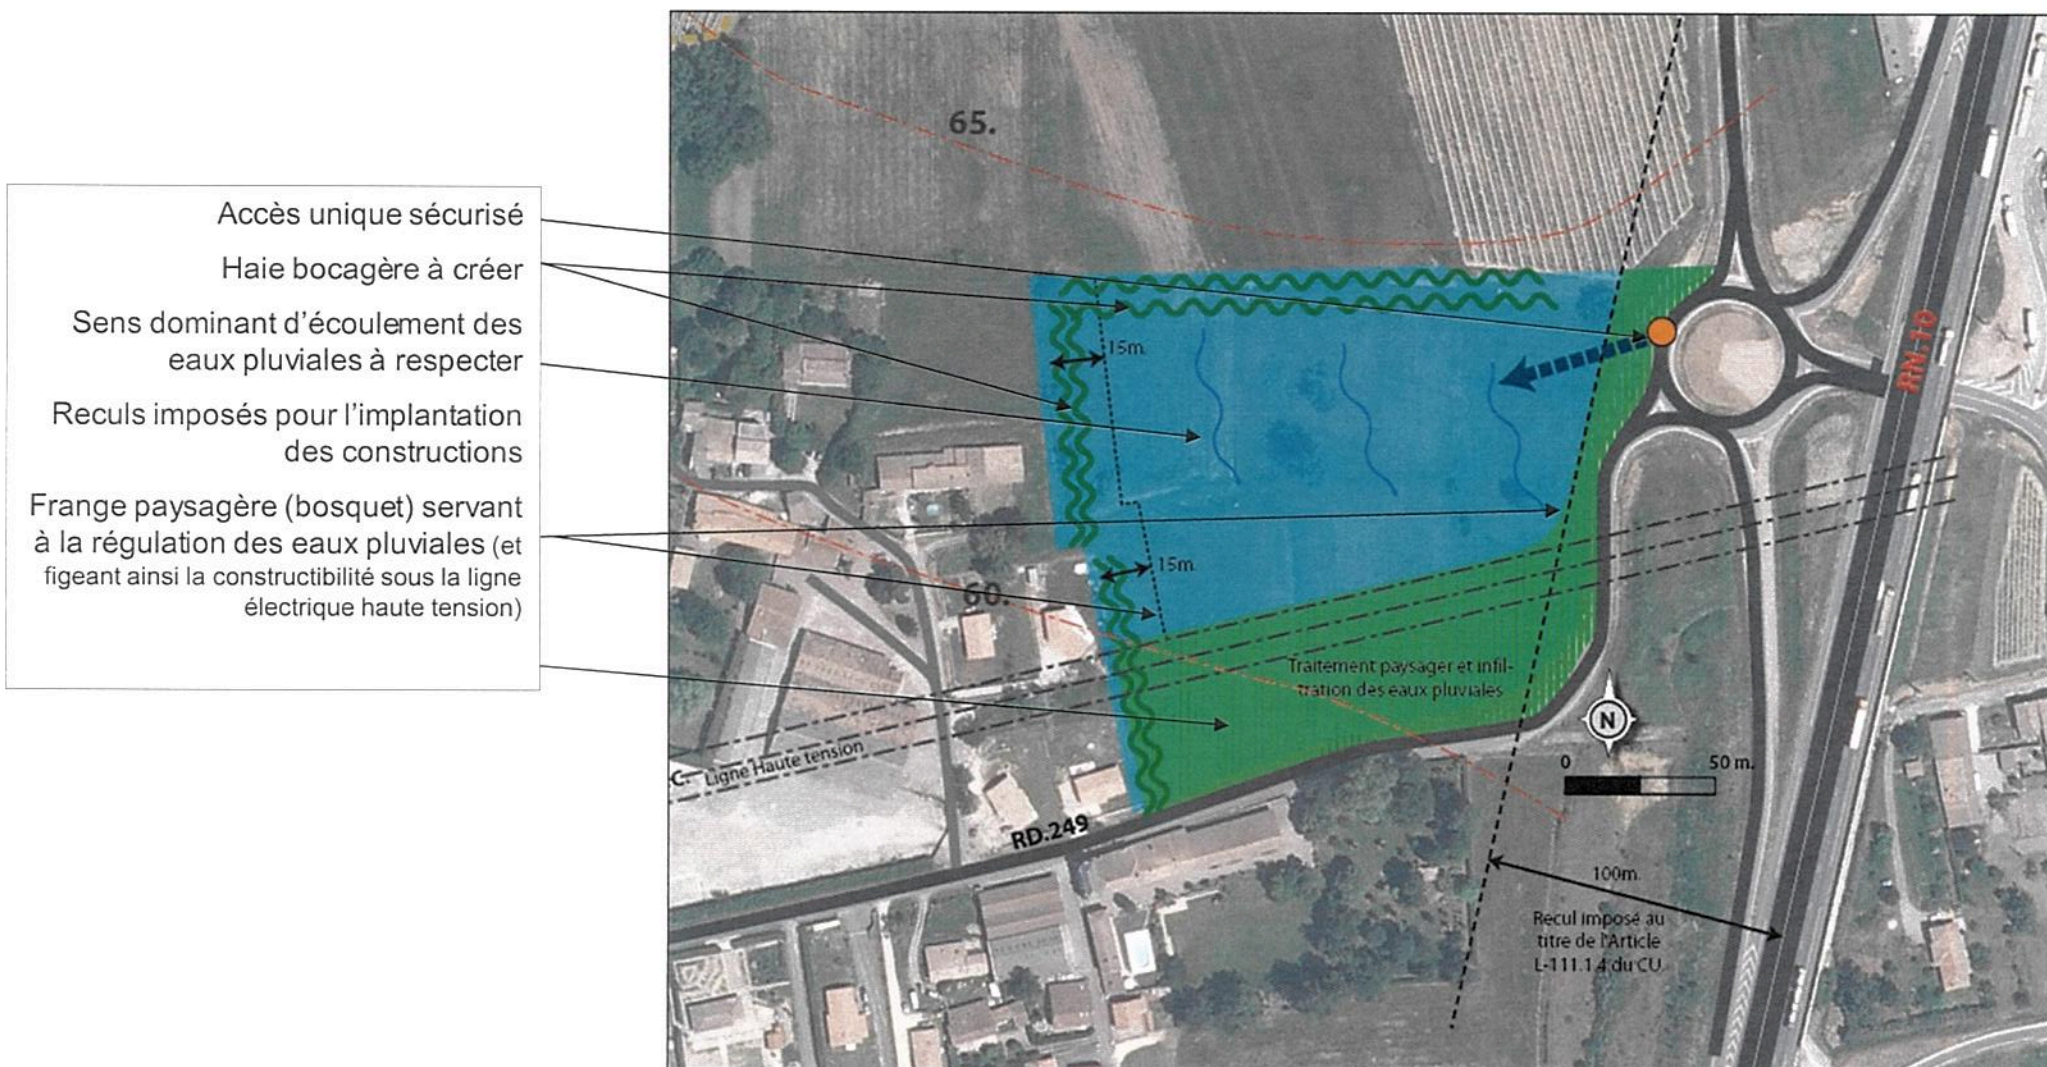 Accès unique sécurisé
Haie bocagère à créer
Sens dominant d'écoulement des
eaux pluviales à respecter
Reculs imposés pour l'implantation
des constructions
Frange paysagère (bosquet) servant
à la régulation des eaux pluviales (et
figeant ainsi la constructibilité sous la ligne
électrique haute tension)
65.
15m.
RN.10
15m.
60.
Traitement paysager et infil-
tration des eaux pluviales
N
0 50 m.
C. Ligne Haute tension
RD.249
100m.
Recul imposé au
titre de l'Article
L-111.1.4 du CU.